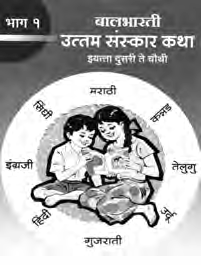 भाग १
बालभारती
उत्तम संस्कार कथा
इयत्ता दुसरी ते चौथी
मराठी
कन्नड
तेलुगु
उर्दू
गुजराती
हिंदी
इंग्रजी
सिंधी